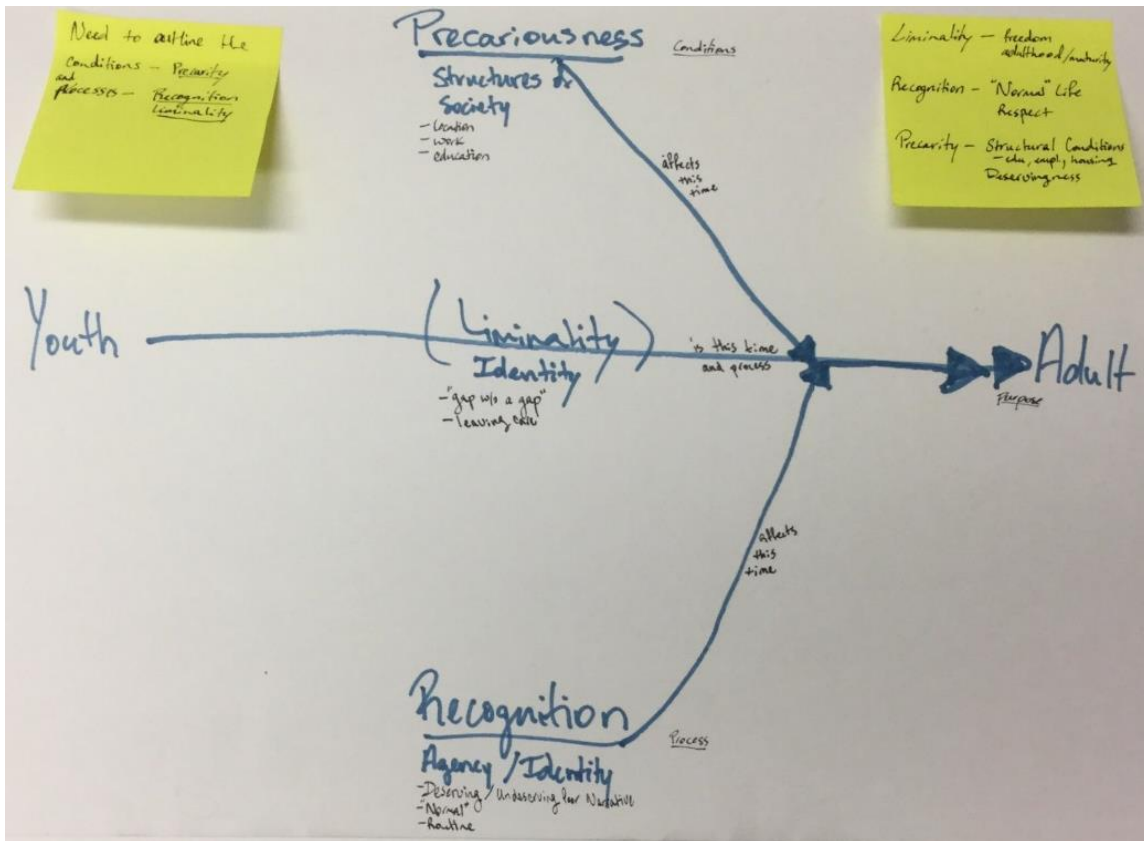 Need to outline the
Conditions - Precarity
and
processes - Recognition
Liminality
Precariousness
Conditions
Structures of
Society
- location
- work
- education
Liminality - freedom
adulthood/maturity
Recognition - "Normal" Life
Respect
Precarity - Structural Conditions
- edu, empl, housing
Deservingness
affects
this
time
Youth
(Liminality)
Identity
- "gap w/o a gap"
- leaving care
is this time
and process
Adult
Purpose
affects
this
time
Recognition
Process
Agency / Identity
- Deserving / Undeserving Poor Narrative
- "Normal"
- Routine